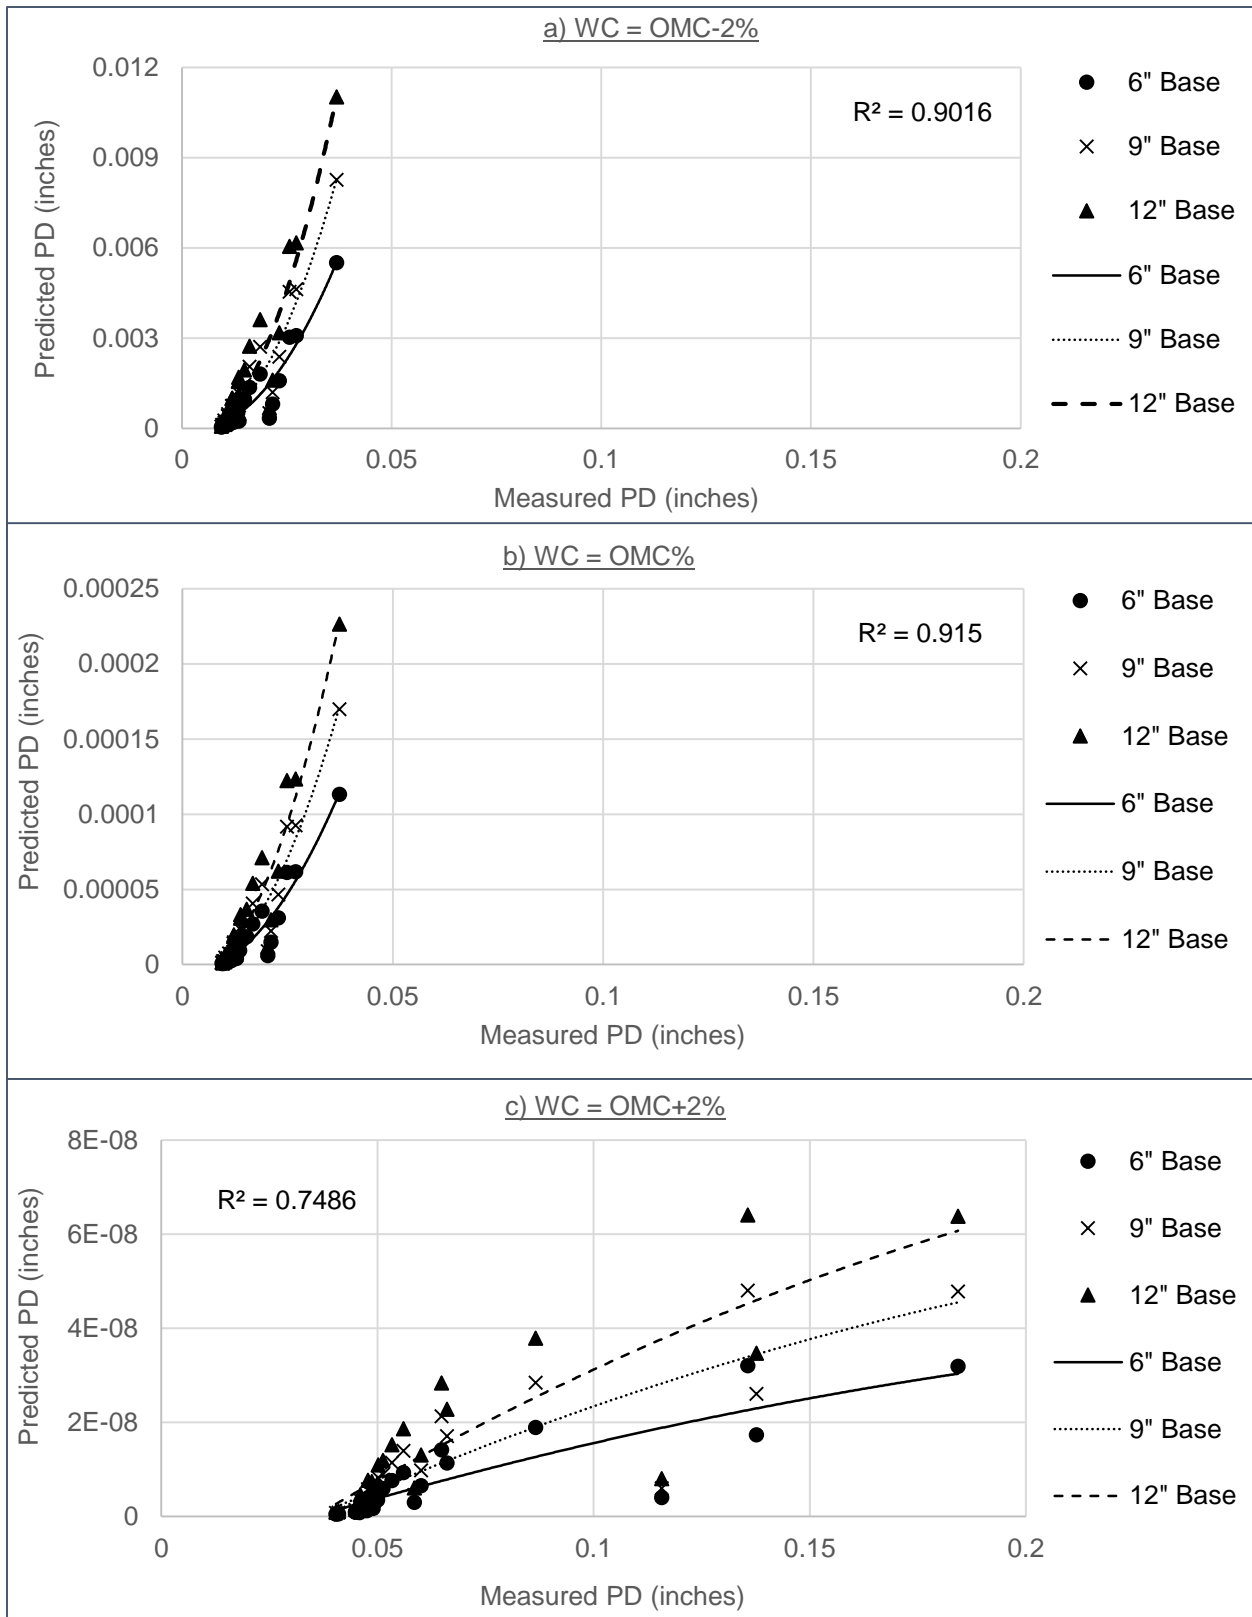 a) WC = OMC-2%
0.012
0.009
0.006
0.003
0
0
0.05
0.1
0.15
0.2
Predicted PD (inches)
Measured PD (inches)
R² = 0.9016
6" Base
9" Base
12" Base
6" Base
9" Base
12" Base
b) WC = OMC%
0.00025
0.0002
0.00015
0.0001
0.00005
0
0
0.05
0.1
0.15
0.2
Predicted PD (inches)
Measured PD (inches)
R² = 0.915
6" Base
9" Base
12" Base
6" Base
9" Base
12" Base
c) WC = OMC+2%
8E-08
6E-08
4E-08
2E-08
0
0
0.05
0.1
0.15
0.2
Predicted PD (inches)
Measured PD (inches)
R² = 0.7486
6" Base
9" Base
12" Base
6" Base
9" Base
12" Base